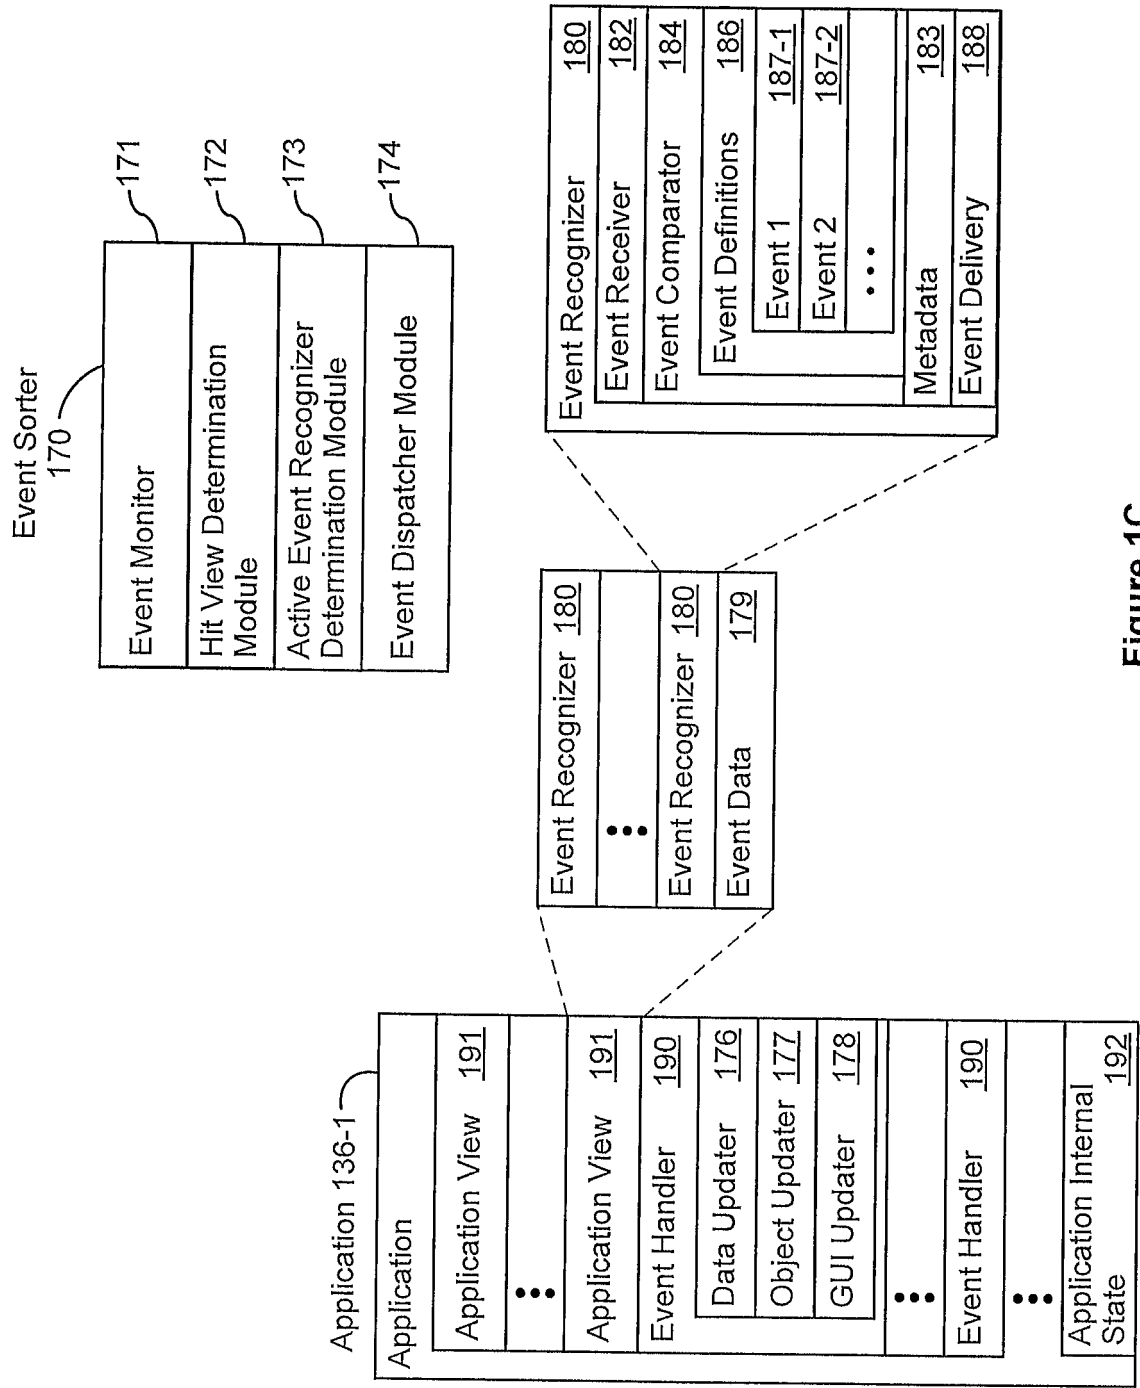 Event Sorter
170
Event Monitor
171
Hit View Determination
Module
172
Active Event Recognizer
Determination Module
173
Event Dispatcher Module
174
Application 136-1
Application
Application View 191
Application View 191
Event Handler 190
Data Updater 176
Object Updater 177
GUI Updater 178
Event Handler 190
Application Internal
State 192
Event Recognizer 180
Event Recognizer 180
Event Data 179
Event Recognizer 180
Event Receiver 182
Event Comparator 184
Event Definitions 186
Event 1 187-1
Event 2 187-2
Metadata 183
Event Delivery 188
Figure 1C